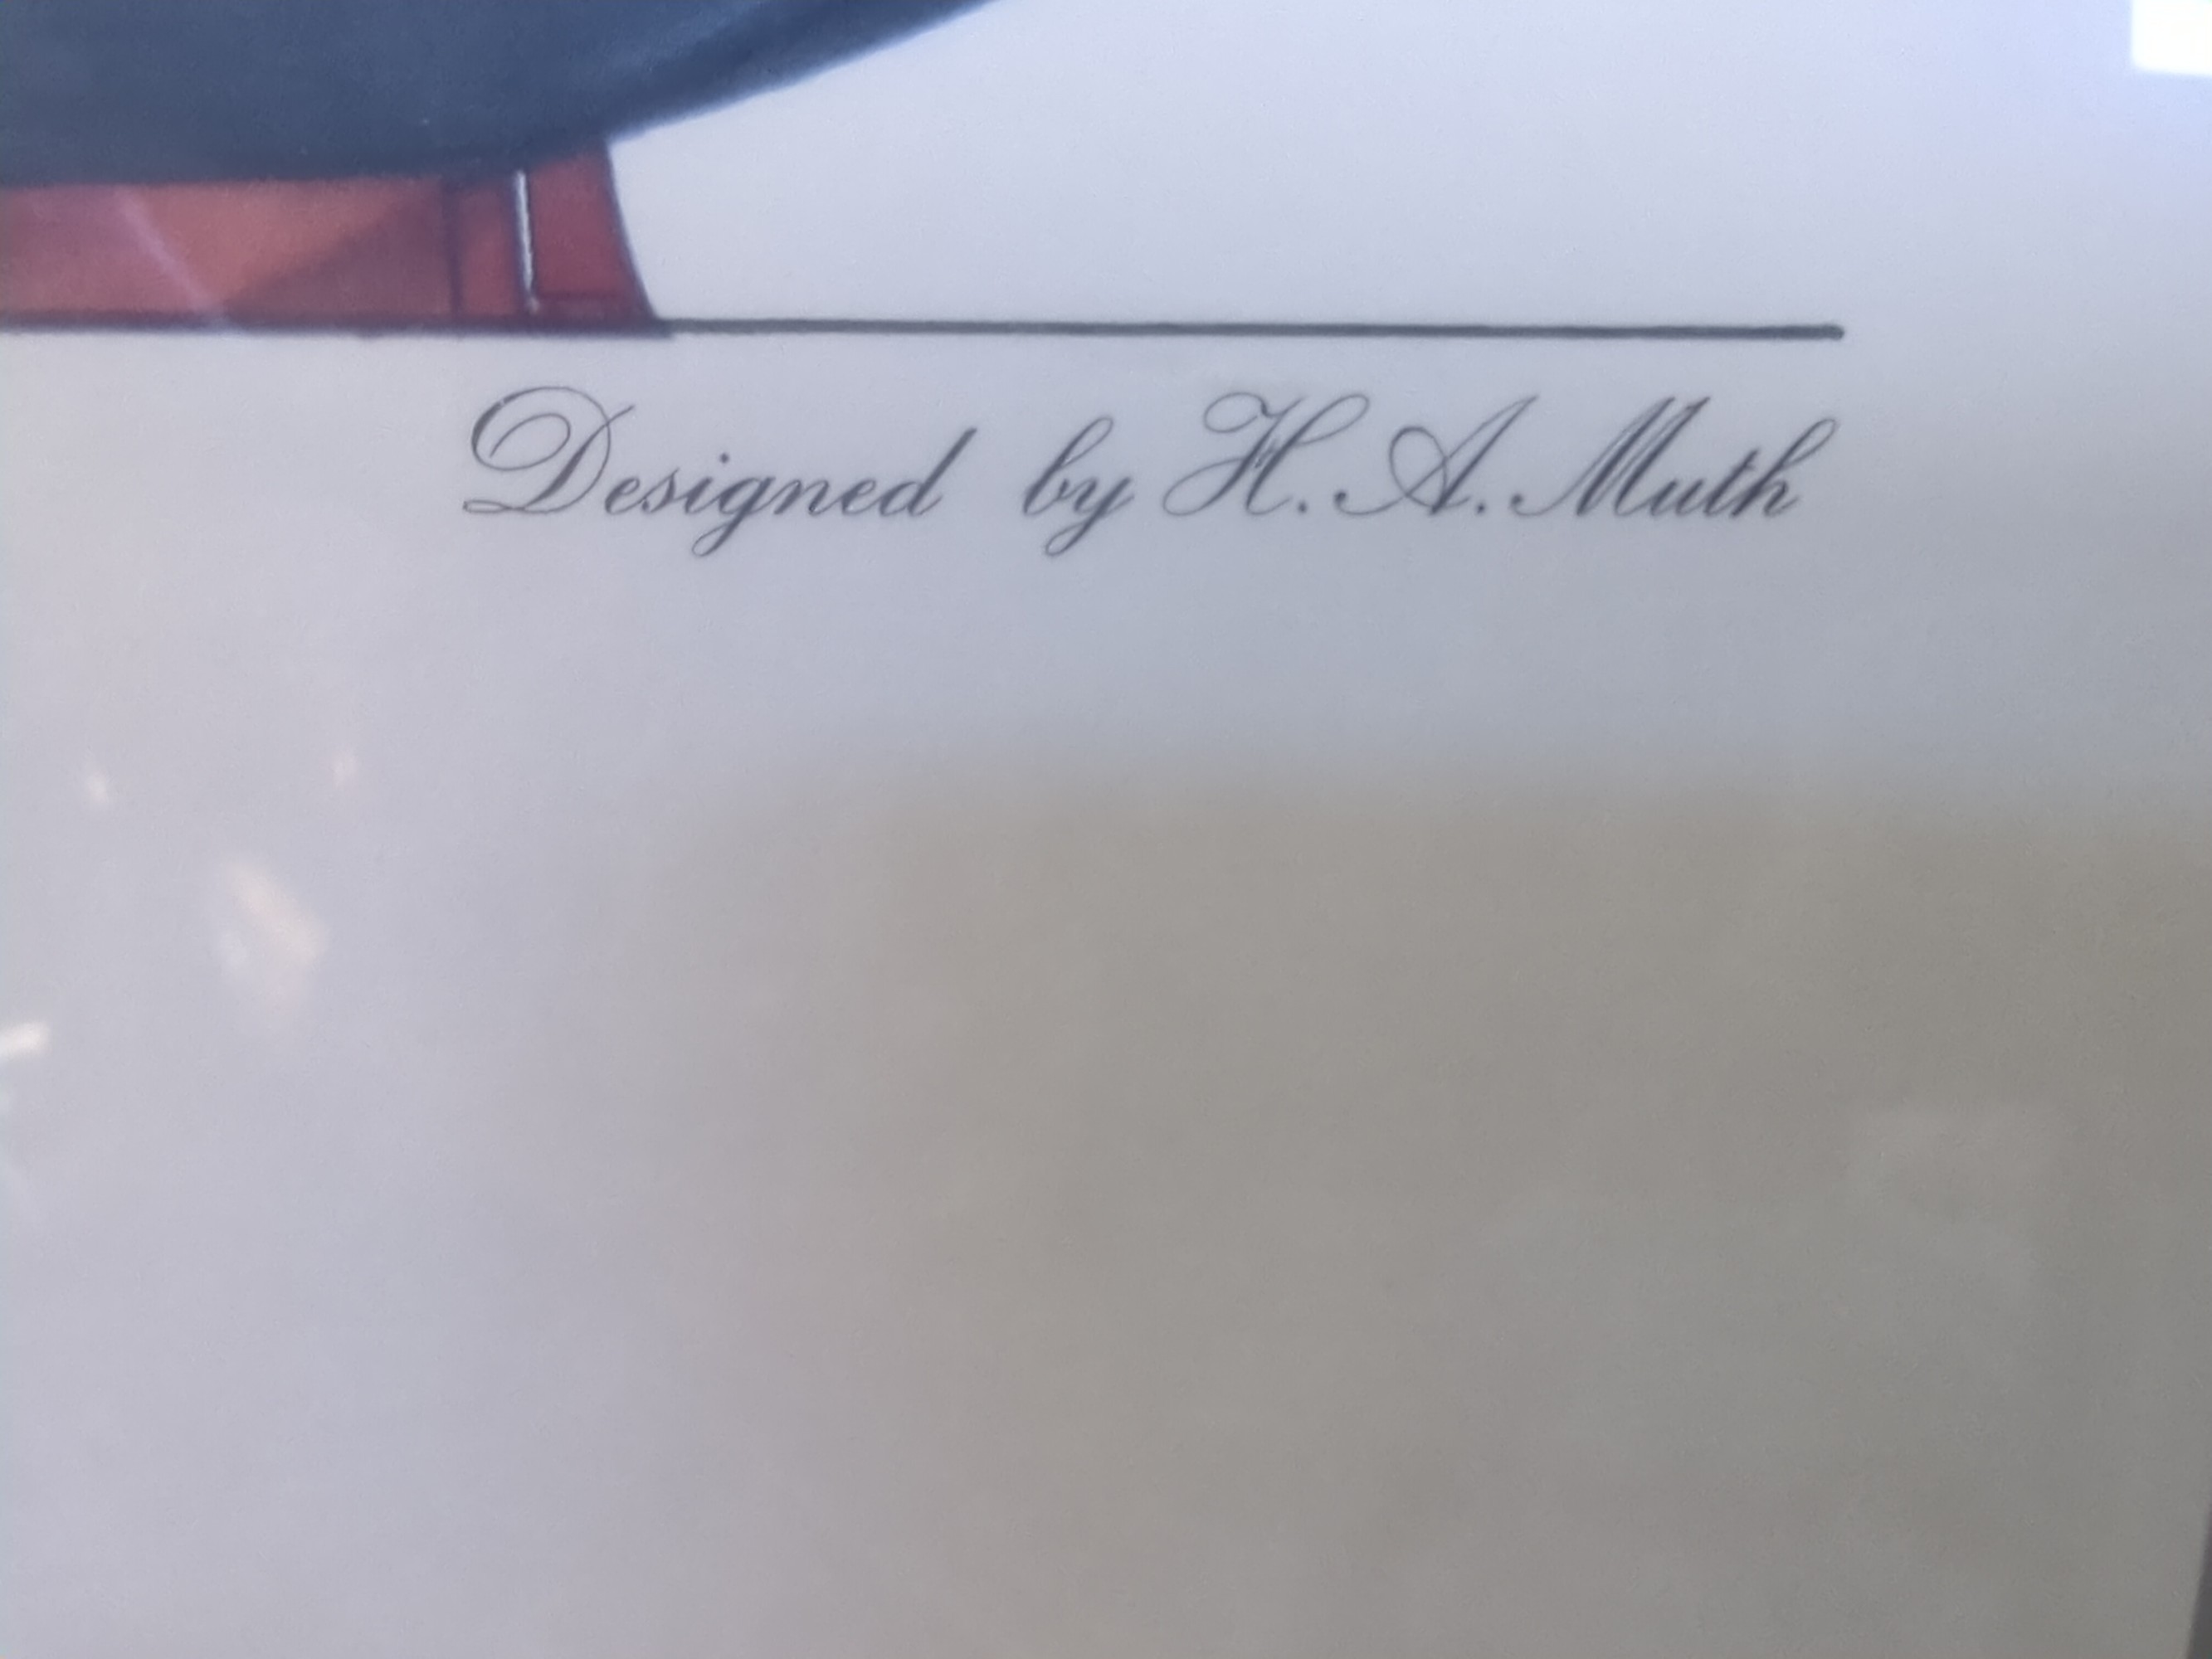 Designed by H. A. Muth